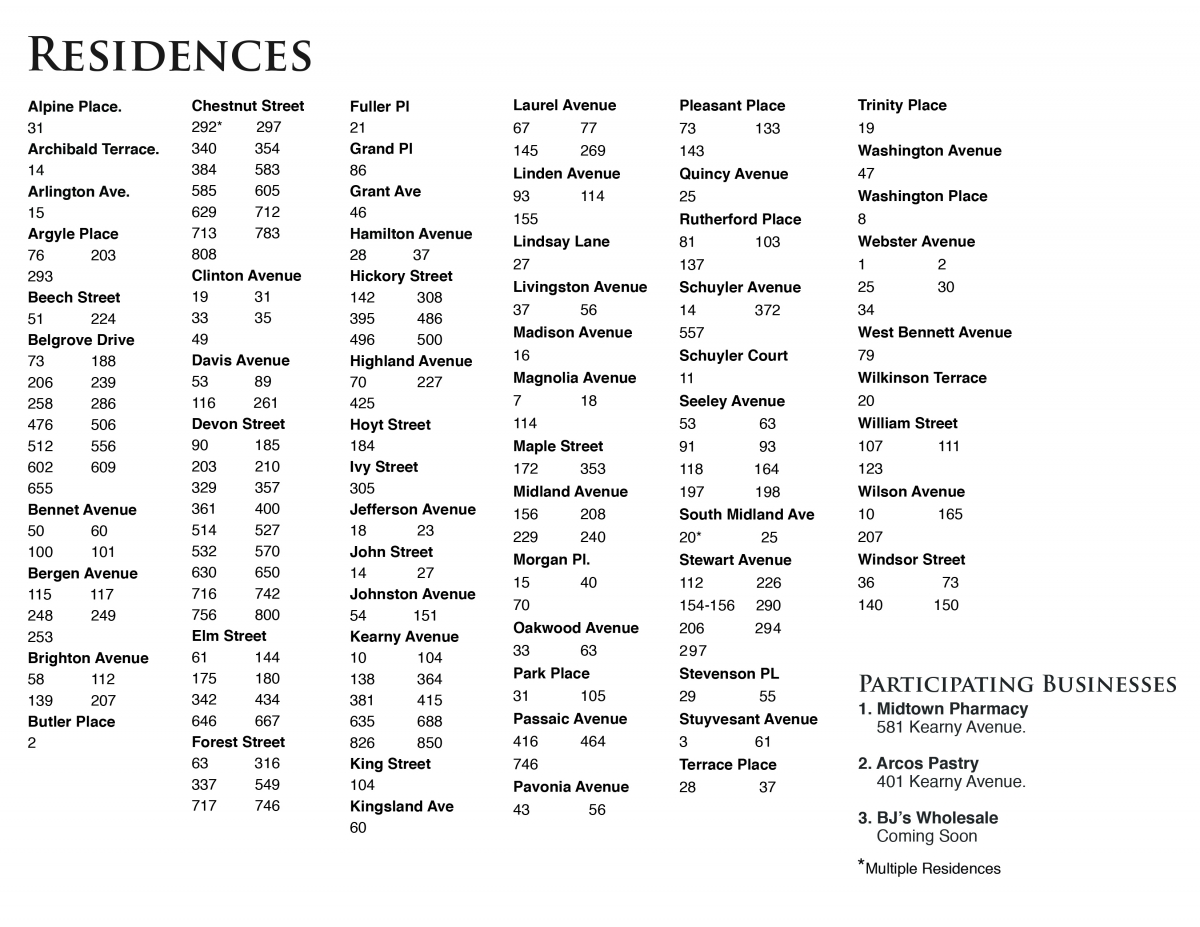 RESIDENCES
Alpine Place.
31
Archibald Terrace.
14
Arlington Ave.
15
Argyle Place
76 203
293
Beech Street
51 224
Belgrove Drive
73 188
206 239
258 286
476 506
512 556
602 609
655
Bennet Avenue
50 60
100 101
Bergen Avenue
115 117
248 249
253
Brighton Avenue
58 112
139 207
Butler Place
2
Chestnut Street
292* 297
340 354
384 583
585 605
629 712
713 783
808
Clinton Avenue
19 31
33 35
49
Davis Avenue
53 89
116 261
Devon Street
90 185
203 210
329 357
361 400
514 527
532 570
630 650
716 742
756 800
Elm Street
61 144
175 180
342 434
646 667
Forest Street
63 316
337 549
717 746
Fuller Pl
21
Grand Pl
86
Grant Ave
46
Hamilton Avenue
28 37
Hickory Street
142 308
395 486
496 500
Highland Avenue
70 227
425
Hoyt Street
184
Ivy Street
305
Jefferson Avenue
18 23
John Street
14 27
Johnston Avenue
54 151
Kearny Avenue
10 104
138 364
381 415
635 688
826 850
King Street
104
Kingsland Ave
60
Laurel Avenue
67 77
145 269
Linden Avenue
93 114
155
Lindsay Lane
27
Livingston Avenue
37 56
Madison Avenue
16
Magnolia Avenue
7 18
114
Maple Street
172 353
Midland Avenue
156 208
229 240
Morgan Pl.
15 40
70
Oakwood Avenue
33 63
Park Place
31 105
Passaic Avenue
416 464
746
Pavonia Avenue
43 56
Pleasant Place
73 133
143
Quincy Avenue
25
Rutherford Place
81 103
137
Schuyler Avenue
14 372
557
Schuyler Court
11
Seeley Avenue
53 63
91 93
118 164
197 198
South Midland Ave
20* 25
Stewart Avenue
112 226
154-156 290
206 294
297
Stevenson PL
29 55
Stuyvesant Avenue
3 61
Terrace Place
28 37
Trinity Place
19
Washington Avenue
47
Washington Place
8
Webster Avenue
1 2
25 30
34
West Bennett Avenue
79
Wilkinson Terrace
20
William Street
107 111
123
Wilson Avenue
10 165
207
Windsor Street
36 73
140 150
PARTICIPATING BUSINESSES
1. Midtown Pharmacy
581 Kearny Avenue.
2. Arcos Pastry
401 Kearny Avenue.
3. BJ's Wholesale
Coming Soon
*Multiple Residences